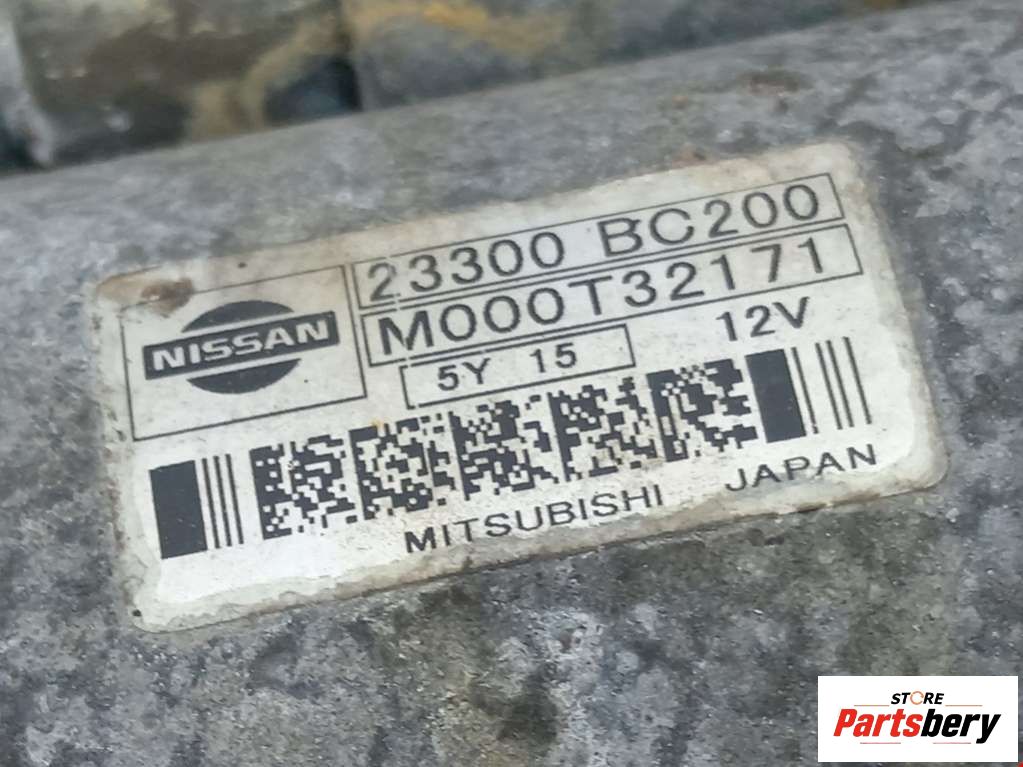 NISSAN
23300 BC200
M000T32171
5Y 15
12V
MITSUBISHI JAPAN
STORE
Partsbery